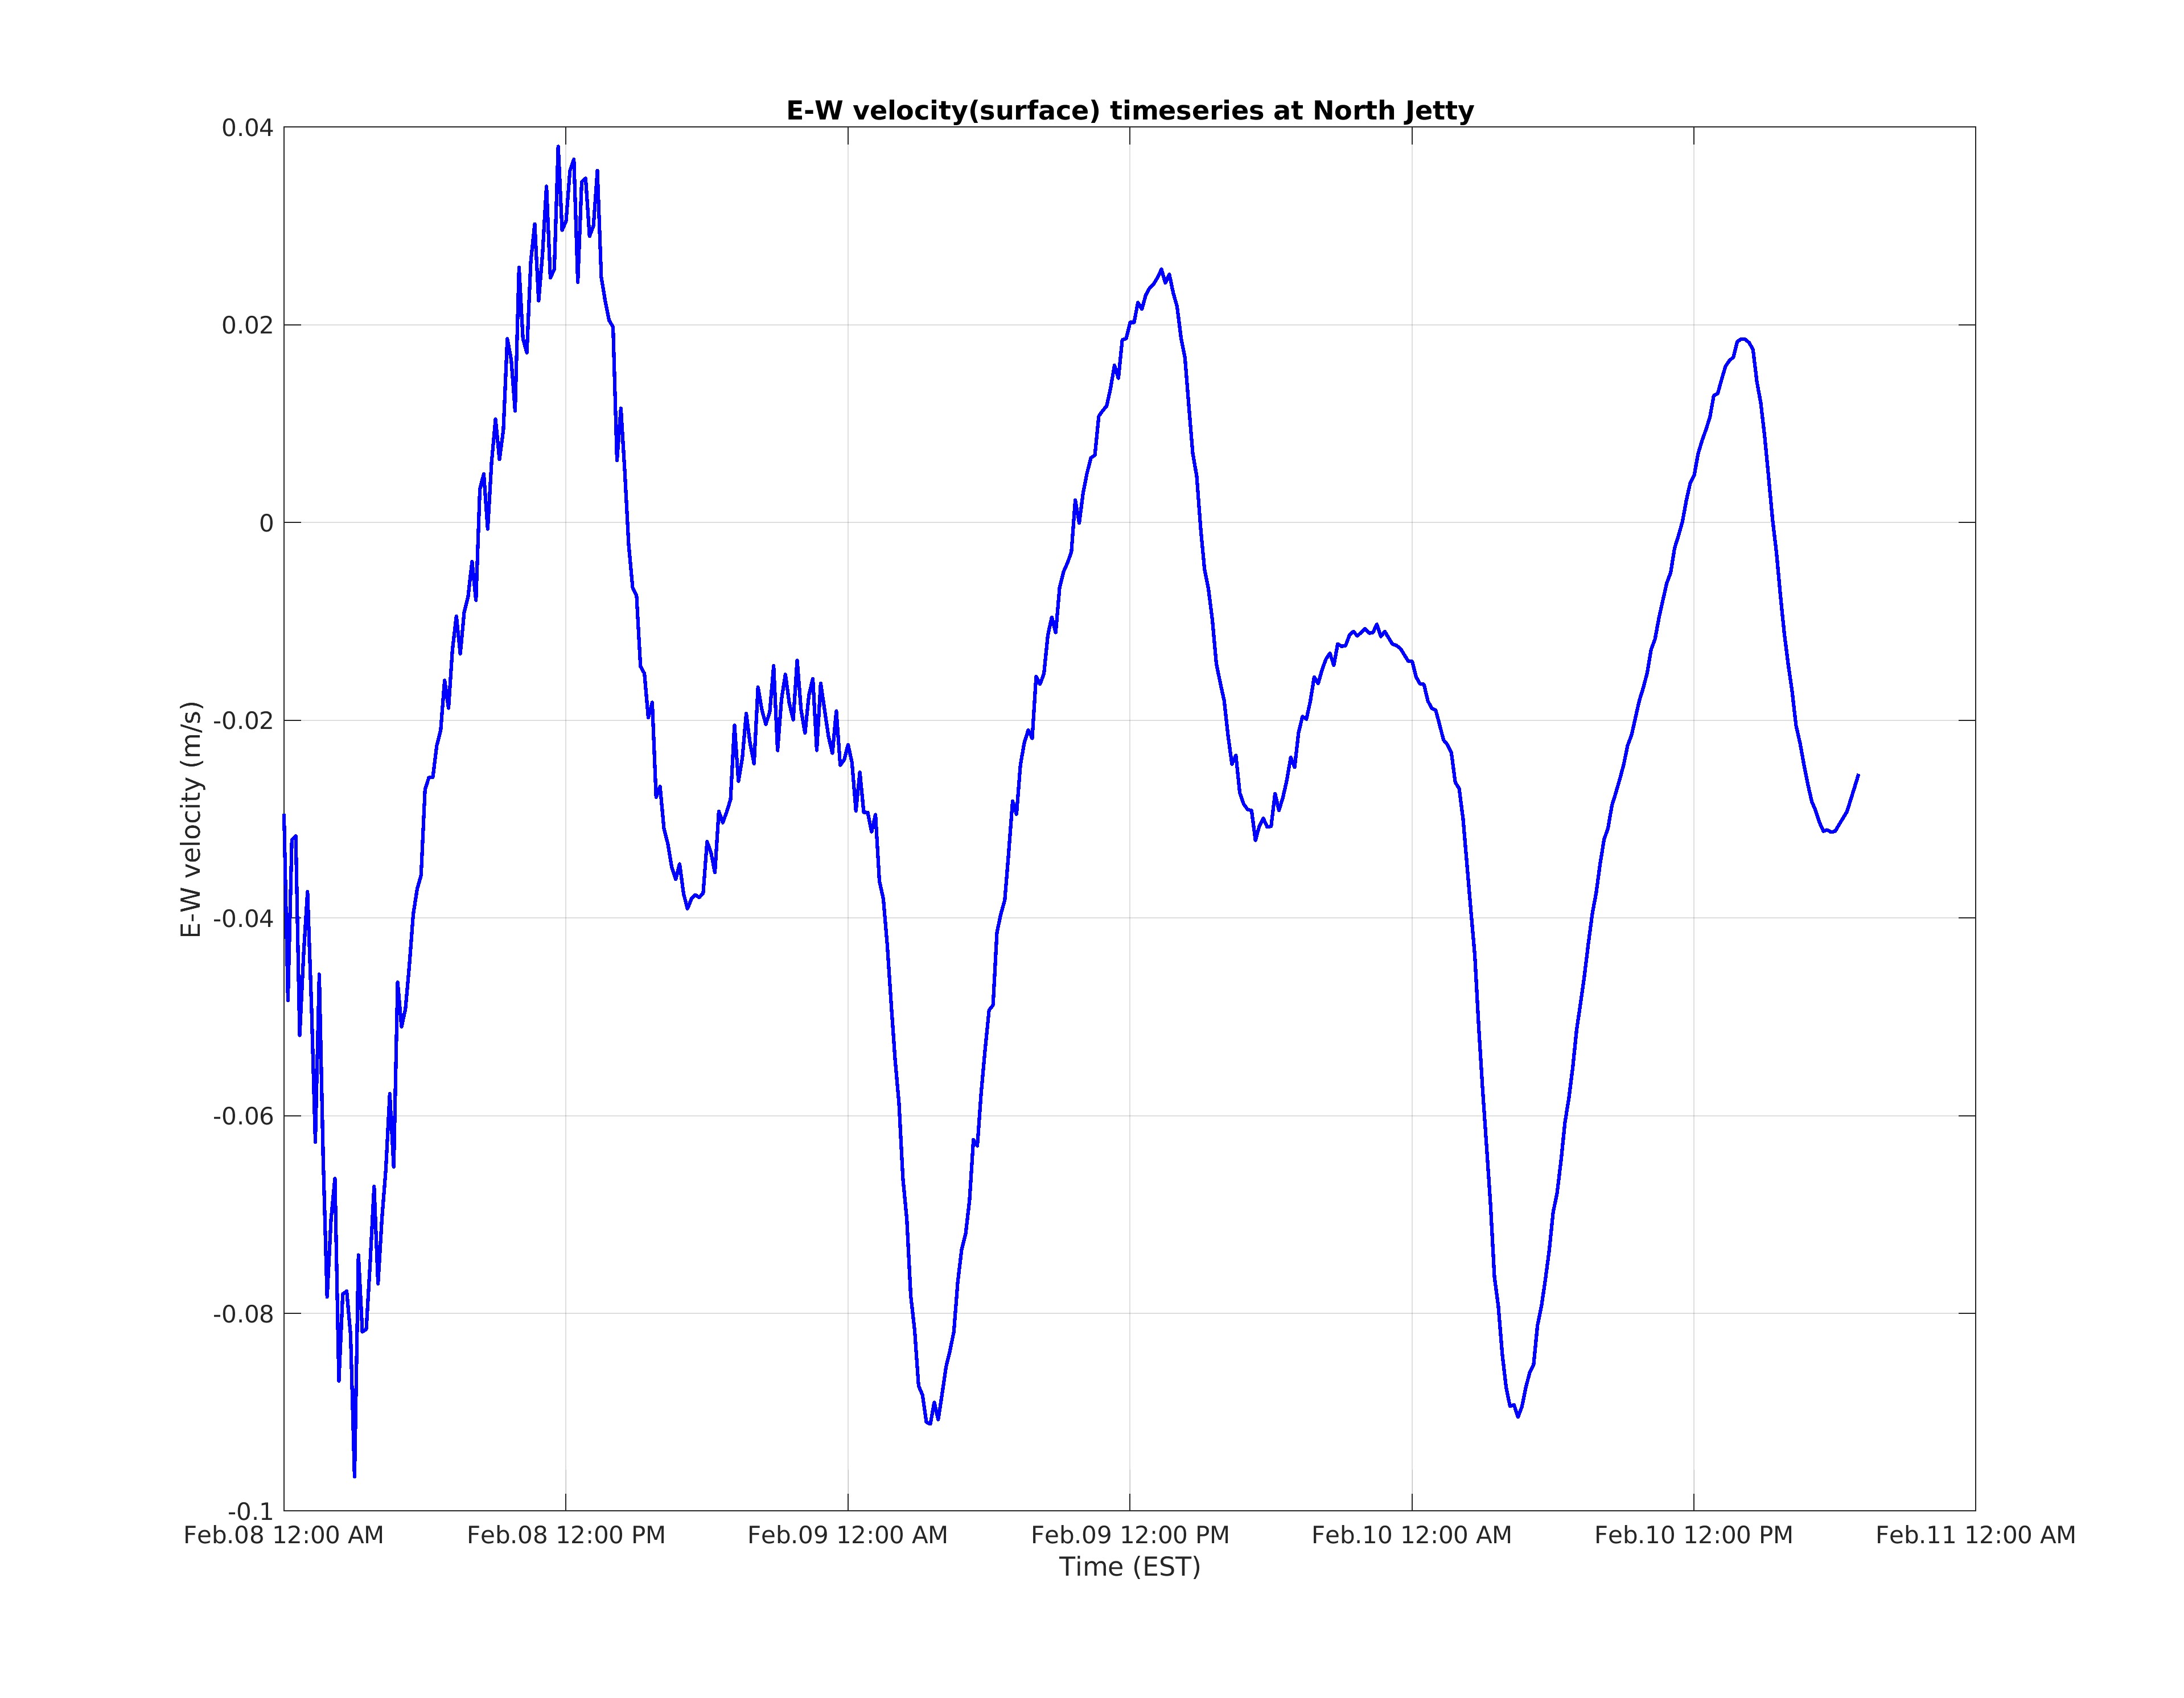 E-W velocity(surface) timeseries at North Jetty
0.04
0.02
0
-0.02
-0.04
-0.06
-0.08
-0.1
E-W velocity (m/s)
Feb.08 12:00 AM Feb.08 12:00 PM Feb.09 12:00 AM Feb.09 12:00 PM Feb.10 12:00 AM Feb.10 12:00 PM Feb.11 12:00 AM
Time (EST)